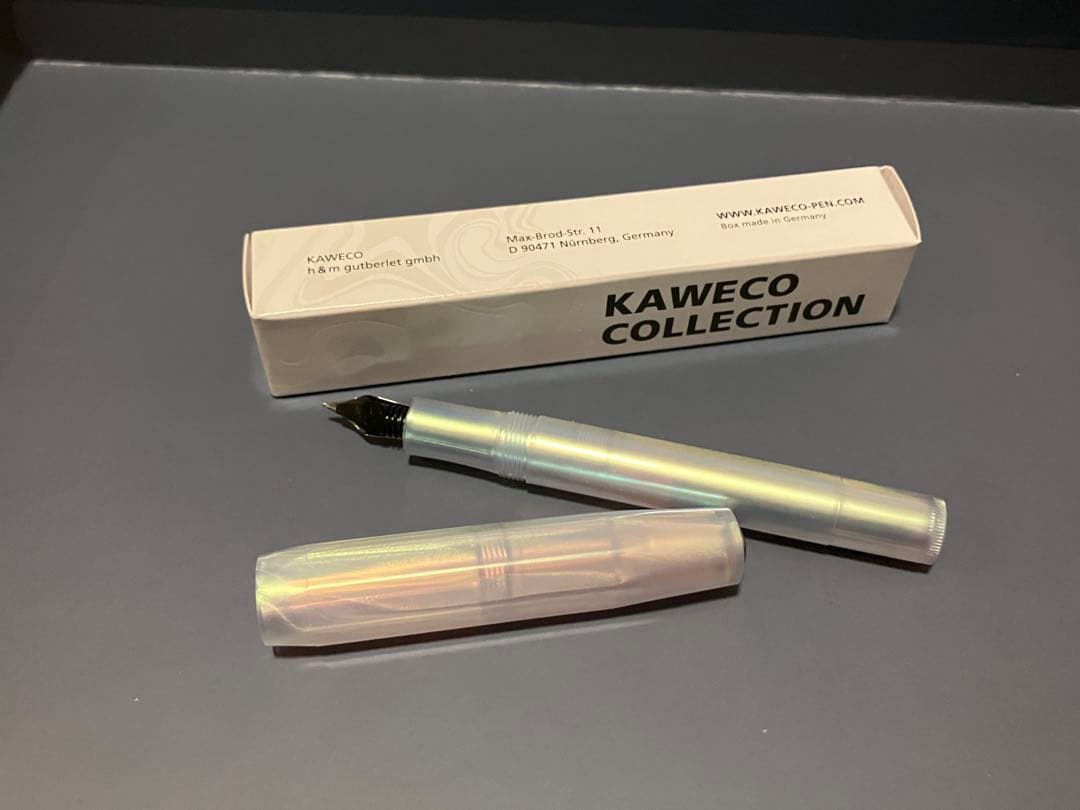 KAWECO
h & m gutberlet gmbh
Max-Brod-Str. 11
D 90471 Nürnberg, Germany
WWW.KAWECO-PEN.COM
Box made in Germany
KAWECO
COLLECTION